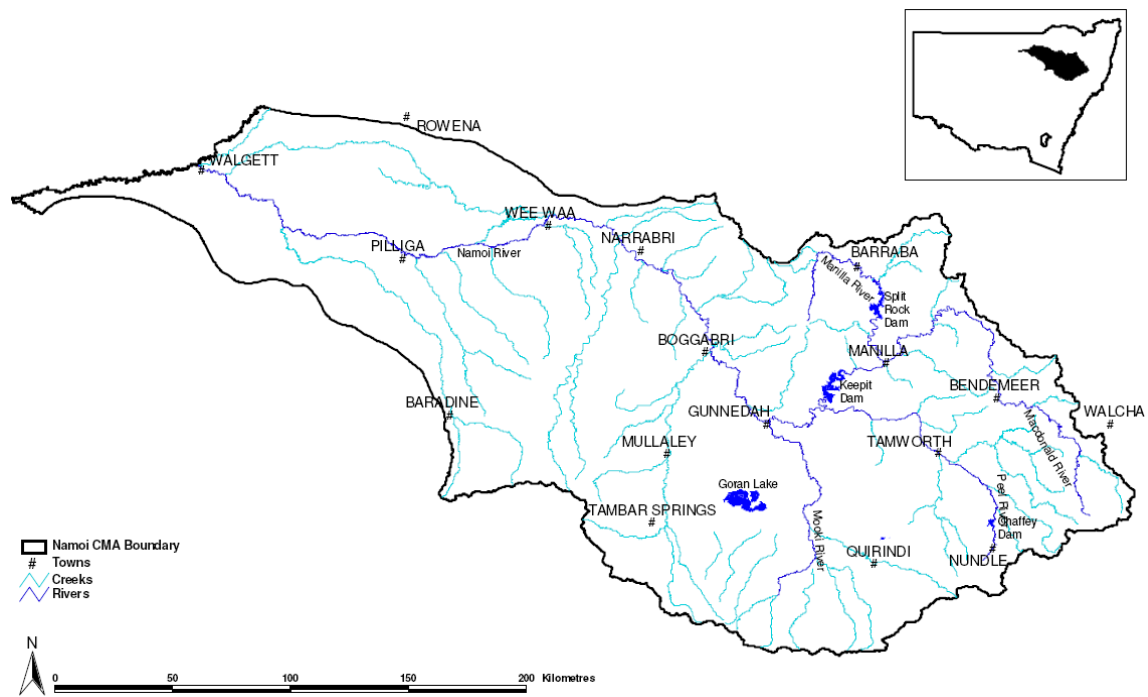 ROWENA
WALGETT
WEE WAA
NARRABRI
PILLIGA
Namoi River
BARRABA
Manilla River
Split
Rock
Dam
BOGGABRI
MANILLA
Keepit
Dam
BENDEMEER
BARADINE
GUNNEDAH
WALCHA
MULLALEY
TAMWORTH
Macdonald River
Goran Lake
Peel River
Chaffey
Dam
TAMBAR SPRINGS
Mooki River
QUIRINDI
NUNDLE
Namoi CMA Boundary
# Towns
Creeks
Rivers
N
0 50 100 150 200 Kilometres